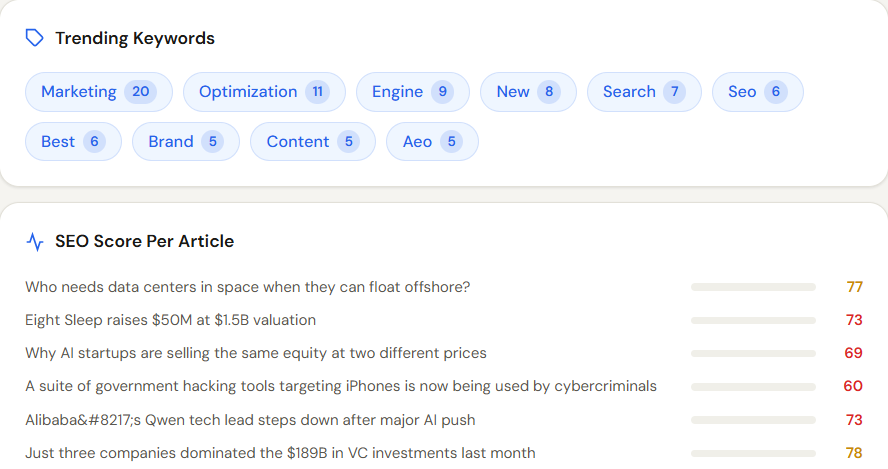 Trending Keywords
Marketing 20 Optimization 11 Engine 9 New 8 Search 7 Seo 6
Best 6 Brand 5 Content 5 Aeo 5
SEO Score Per Article
Who needs data centers in space when they can float offshore? 77
Eight Sleep raises $50M at $1.5B valuation 73
Why AI startups are selling the same equity at two different prices 69
A suite of government hacking tools targeting iPhones is now being used by cybercriminals 60
Alibaba&#8217;s Qwen tech lead steps down after major AI push 73
Just three companies dominated the $189B in VC investments last month 78